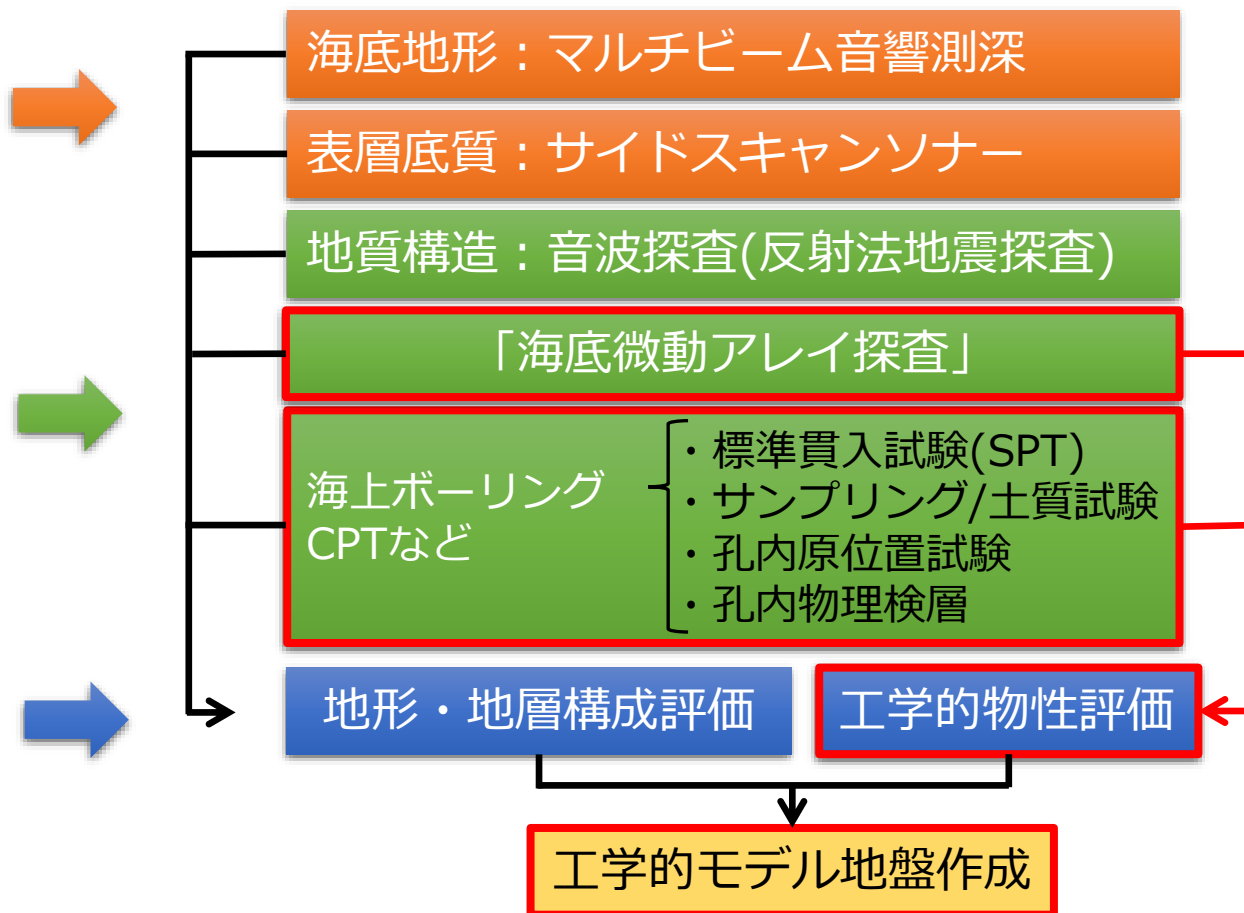 海底地形：マルチビーム音響測深
表層底質：サイドスキャンソナー
地質構造：音波探査(反射法地震探査)
「海底微動アレイ探査」
海上ボーリング
CPTなど
・標準貫入試験(SPT)
・サンプリング/土質試験
・孔内原位置試験
・孔内物理検層
地形・地層構成評価
工学的物性評価
工学的モデル地盤作成